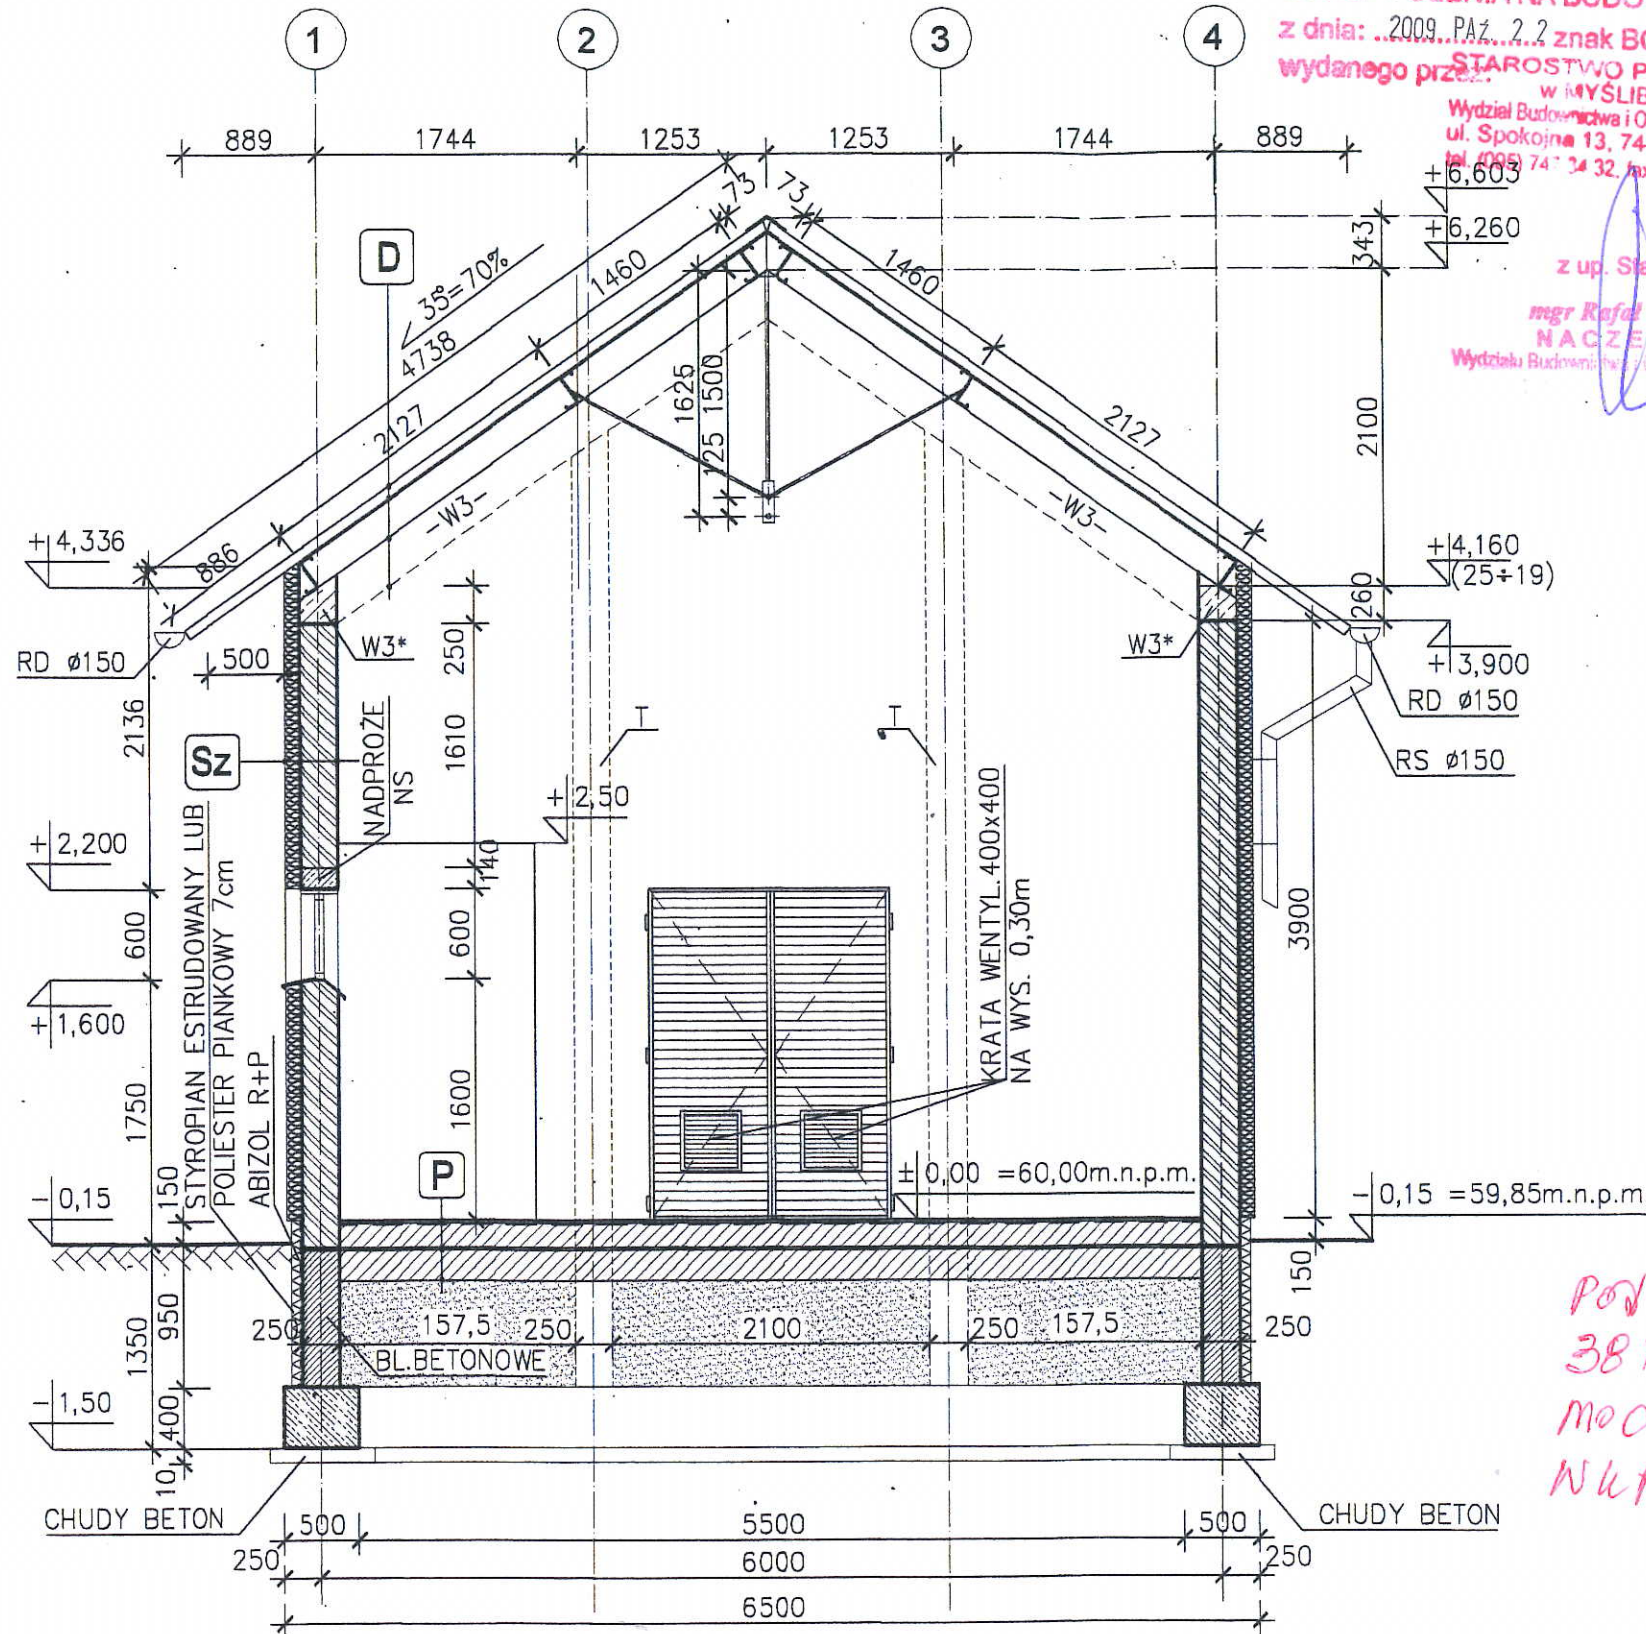 1 2 3 4
z dnia: 2009 PAŹ. 2 2 znak
wydanego
STAROSTWO
w
Wydział Budownictwa i
ul. Spokojna 13, 74
z up.
mgr Rafał
Wydziału
889 1744 1253 1253 1744 889
73 73
+6,603
+6,260
343
D
35°=70%
4738
1460 1460
2127 2127
886
1625
125 1500
2100
-W3- -W3-
+4,336
+4,160
(25÷19)
260
+3,900
RD ø150
500
W3* W3*
RD ø150
RS ø150
250
2136
1610
T T
Sz
NADPROŻE
NS
+2,50
140
+2,200
600
600
+1,600
STYROPIAN ESTRUDOWANY LUB
POLIESTER PIANKOWY 7cm
ABIZOL R+P
KRATA WENTYL.400x400
NA WYS. 0,30m
3900
1750
1600
150
P
±0,00 =60,00m.n.p.m.
-0,15
-0,15 =59,85m.n.p.m
150
1350
950
250 157,5 250 2100 250 157,5 250
BL.BETONOWE
-1,50
400
10
CHUDY BETON
CHUDY BETON
500 5500 500
250 6000 250
6500
38